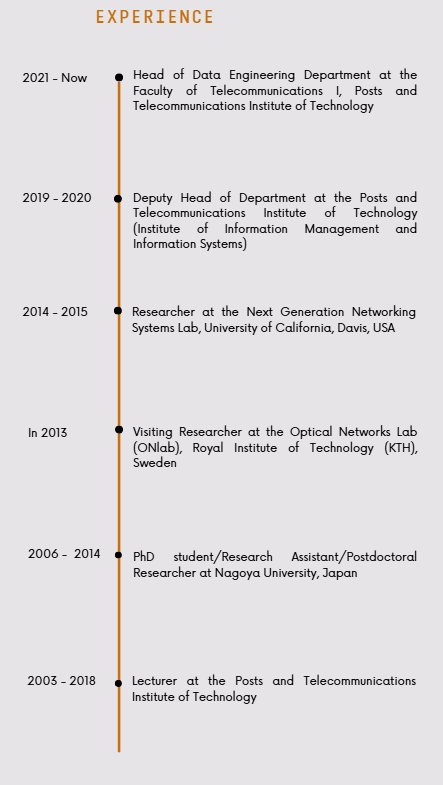 EXPERIENCE
2021 - Now
Head of Data Engineering Department at the
Faculty of Telecommunications I, Posts and
Telecommunications Institute of Technology
2019 - 2020
Deputy Head of Department at the Posts and
Telecommunications Institute of Technology
(Institute of Information Management and
Information Systems)
2014 - 2015
Researcher at the Next Generation Networking
Systems Lab, University of California, Davis, USA
In 2013
Visiting Researcher at the Optical Networks Lab
(ONlab), Royal Institute of Technology (KTH),
Sweden
2006 - 2014
PhD student/Research Assistant/Postdoctoral
Researcher at Nagoya University, Japan
2003 - 2018
Lecturer at the Posts and Telecommunications
Institute of Technology